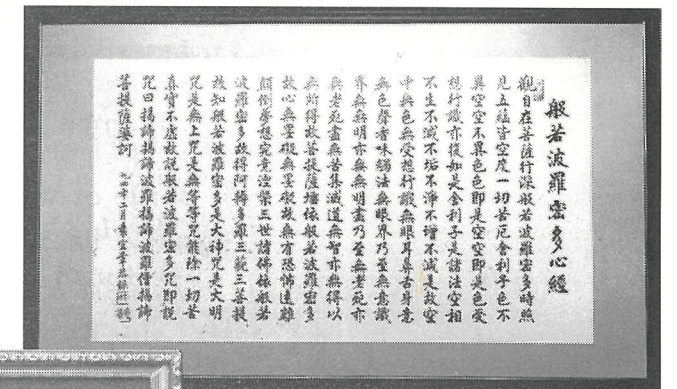 般若波羅密多心經
觀自在菩薩行深般若波羅密多時照
見五蘊皆空度一切苦厄舍利子色不
異空空不異色色即是空空即是色受
想行識亦復如是舍利子是諸法空相
不生不滅不垢不淨不增不減是故空
中無色無受想行識無眼耳鼻舌身意
無色聲香味觸法無眼界乃至無意識
界無無明亦無無明盡乃至無老死亦
無老死盡無苦集滅道無智亦無得以
無所得故菩提薩埵依般若波羅密多
故心無罣礙無罣礙故無有恐怖遠離
顛倒夢想究竟涅槃三世諸佛依般若
波羅密多故得阿耨多羅三藐三菩提
故知般若波羅密多是大神咒是大明
咒是無上咒是無等等咒能除一切苦
真實不虛故說般若波羅密多咒即說
咒曰揭諦揭諦波羅揭諦波羅僧揭諦
菩提薩婆訶